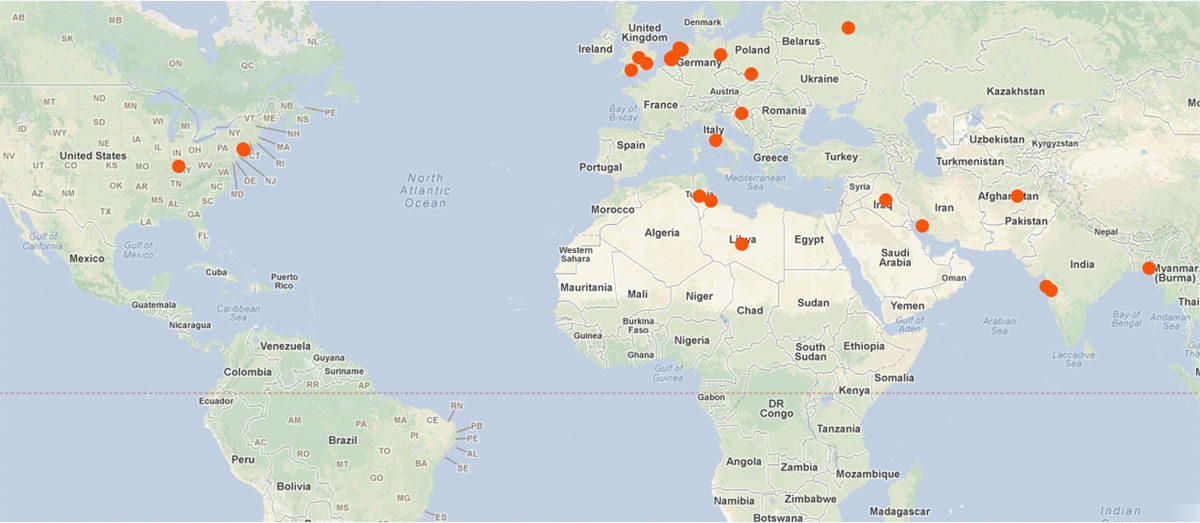 AB
MB
SK
NL
ON
QC
Denmark
United
Kingdom
Ireland
Poland
Belarus
Germany
Ukraine
Kazakhstan
Austria
France
Romania
Bay of
Biscay
Italy
Spain
Portugal
Greece
Turkey
Uzbekistan
Kyrgyzstan
Turkmenistan
Mediterranean
Sea
MT
ND
MN
NB
PE
NS
ME
VT
SD
WI
MI
ID
WY
NY
NH
NE
IA
MA
NV
United States
IL
IN
OH
PA
CT
RI
UT
CO
KS
MO
WV
VA
DE
NJ
MD
OK
AR
TN
NC
AZ
NM
SC
MS
AL
GA
TX
LA
FL
North
Atlantic
Ocean
Gulf of
California
Gulf of
Mexico
Mexico
Cuba
Puerto
Rico
Caribbean
Sea
Guatemala
Nicaragua
Syria
Iran
Pakistan
Nepal
India
Myanmar
(Burma)
Thai
Morocco
Algeria
Egypt
Saudi
Arabia
Oman
Western
Sahara
Mauritania
Mali
Niger
Chad
Sudan
Yemen
Gulf of
Aden
Arabian
Sea
Bay of
Bengal
Andaman
Sea
Laccadive
Sea
Burkina
Faso
Guinea
Ghana
Nigeria
South
Sudan
Ethiopia
Somalia
Gulf of
Guinea
Venezuela
Guyana
Suriname
Colombia
RR
AP
Ecuador
Gabon
Kenya
DR
Congo
Tanzania
RN
AM
PA
MA
CE
PB
PE
PI
AL
SE
AC
RO
Brazil
TO
BA
Peru
MT
GO
Bolivia
MG
MS
ES
Angola
Zambia
Mozambique
Namibia
Zimbabwe
Botswana
Madagascar
Indian